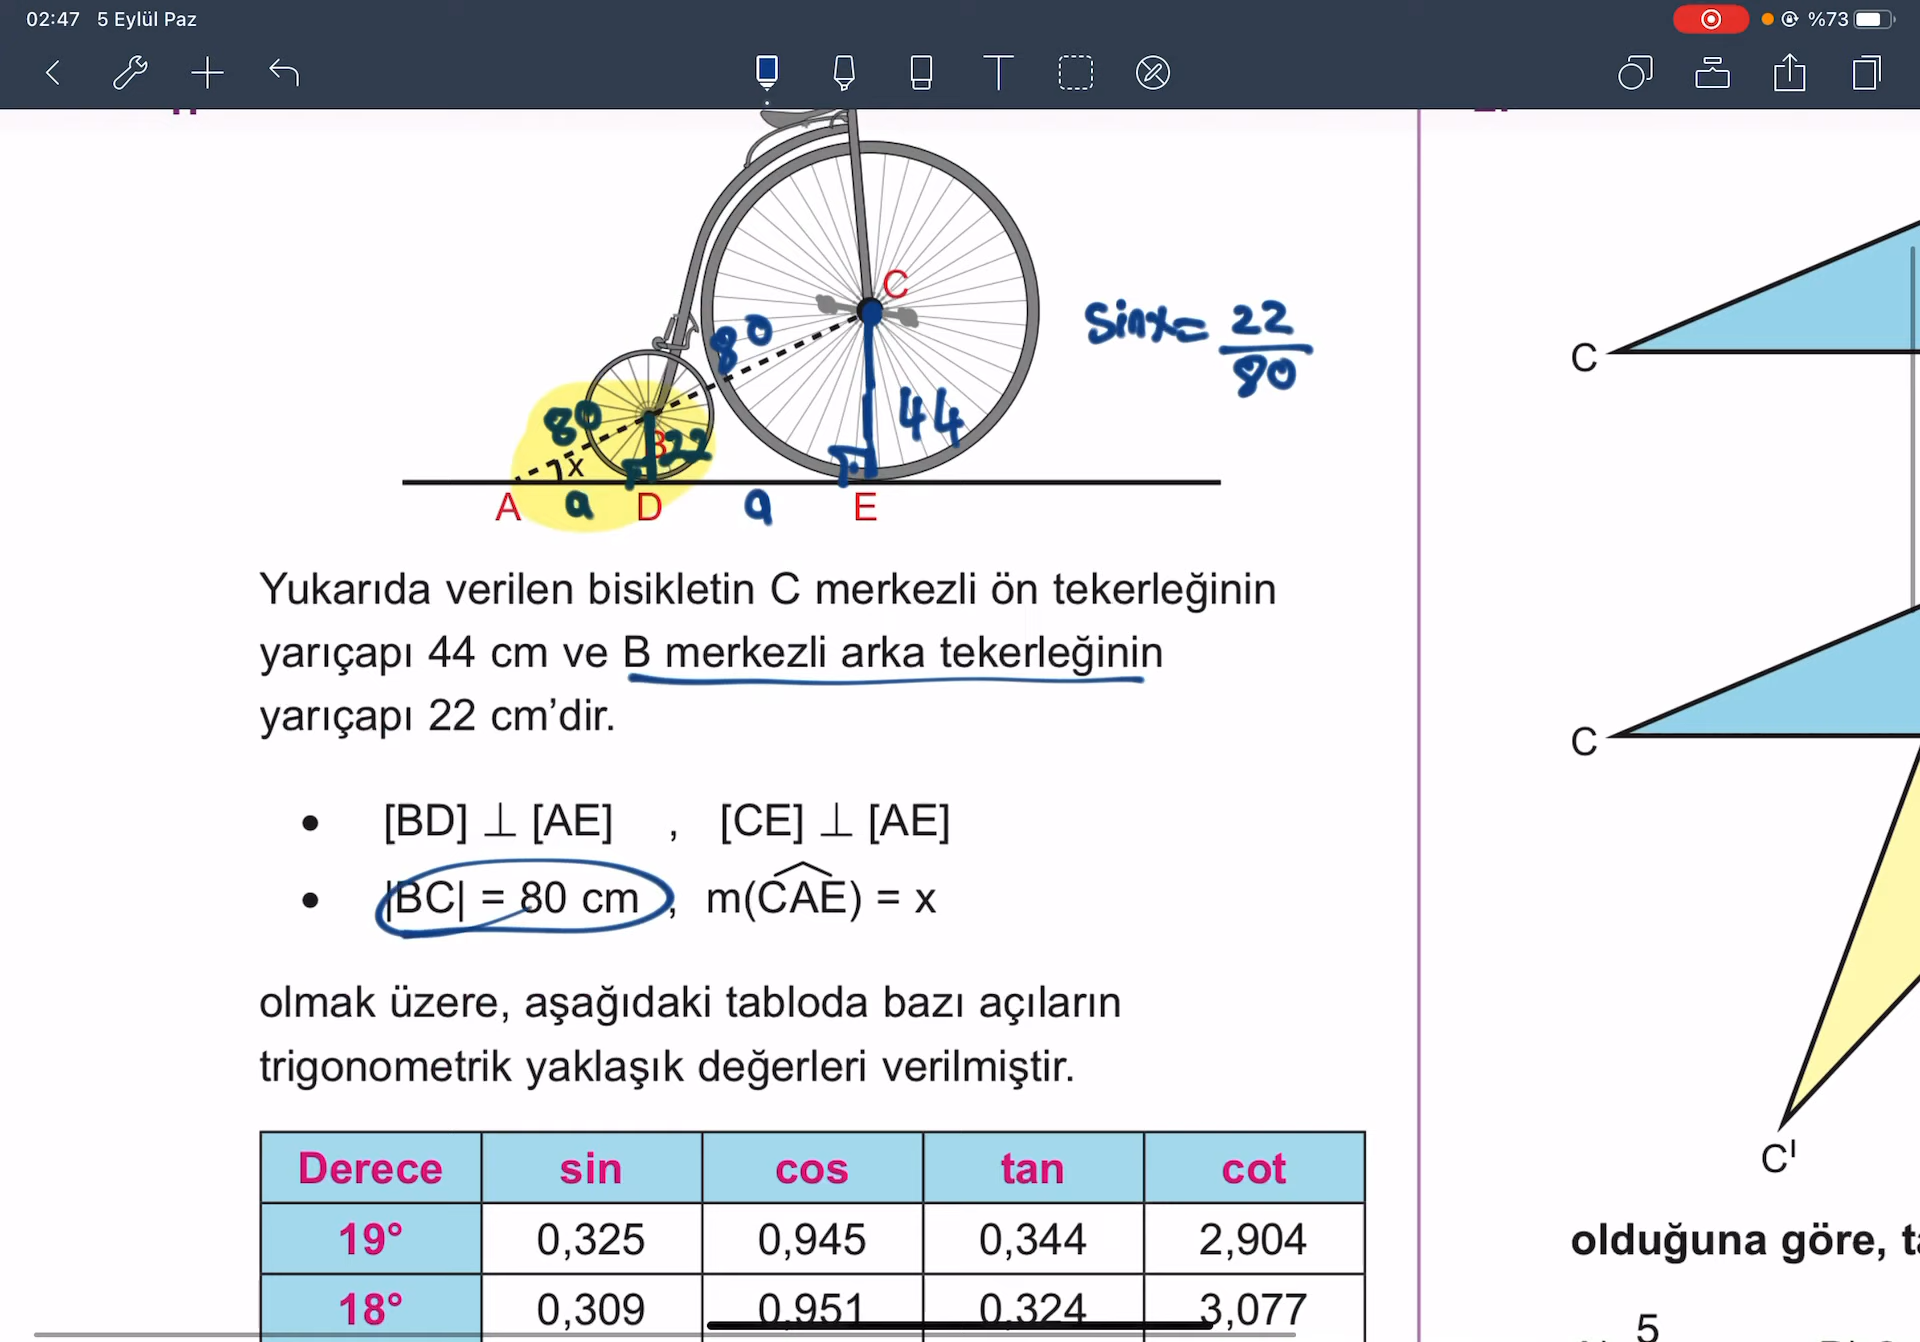 02:47 5 Eylül Paz
%73
C
80
sinx = 22
80
44
80
B
22
x
A
a
D
a
E
Yukarıda verilen bisikletin C merkezli ön tekerleğinin
yarıçapı 44 cm ve B merkezli arka tekerleğinin
yarıçapı 22 cm’dir.
• [BD] ⊥ [AE] , [CE] ⊥ [AE]
• |BC| = 80 cm , m(CAE) = x
olmak üzere, aşağıdaki tabloda bazı açıların
trigonometrik yaklaşık değerleri verilmiştir.
Derece sin cos tan cot
19° 0,325 0,945 0,344 2,904
18° 0,309 0,951 0,324 3,077
C
C
C'
olduğuna göre,
5